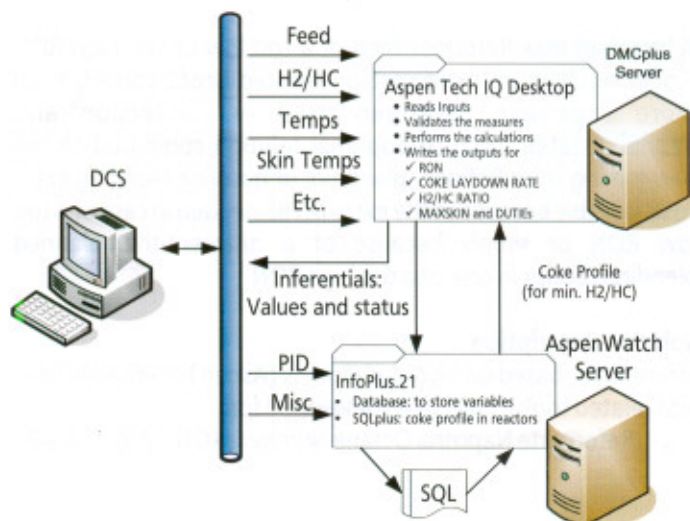 Feed
H2/HC
Temps
Skin Temps
Etc.
DCS
Aspen Tech IQ Desktop
• Reads Inputs
• Validates the measures
• Performs the calculations
• Writes the outputs for
✓ RON
✓ COKE LAYDOWN RATE
✓ H2/HC RATIO
✓ MAXSKIN and DUTIEs
DMCplus
Server
Inferentials:
Values and status
Coke Profile
(for min. H2/HC)
PID
Misc.
InfoPlus.21
• Database: to store variables
• SQLplus: coke profile in reactors
AspenWatch
Server
SQL